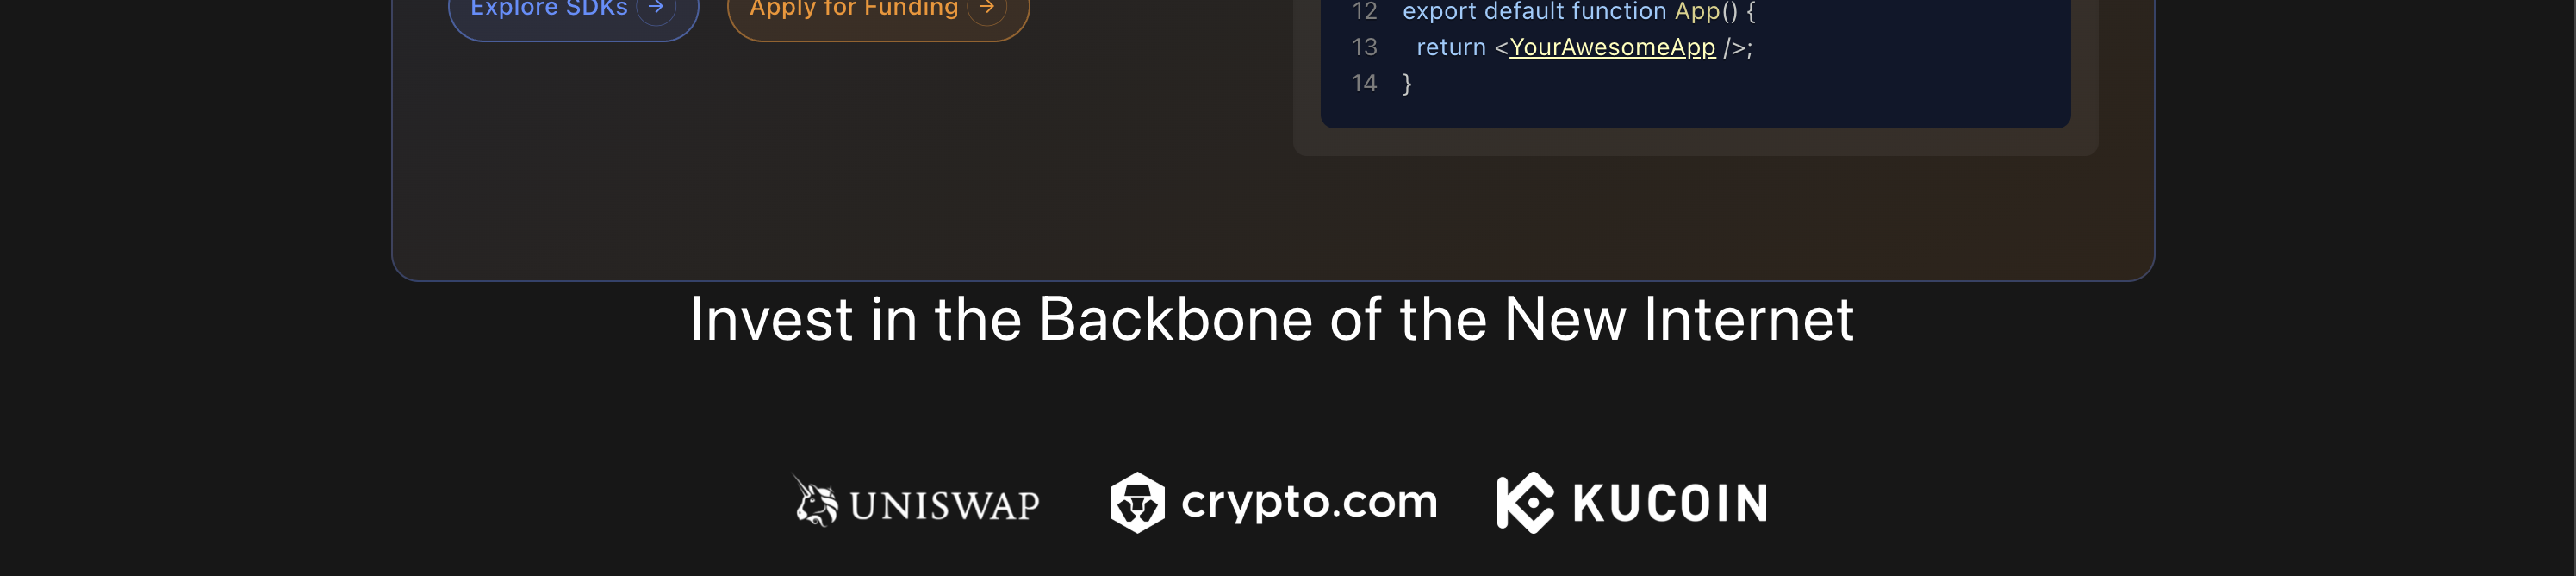 Explore SDKs → Apply for Funding →
12 export default function App() {
13 return <YourAwesomeApp />;
14 }
Invest in the Backbone of the New Internet
UNISWAP crypto.com KUCOIN